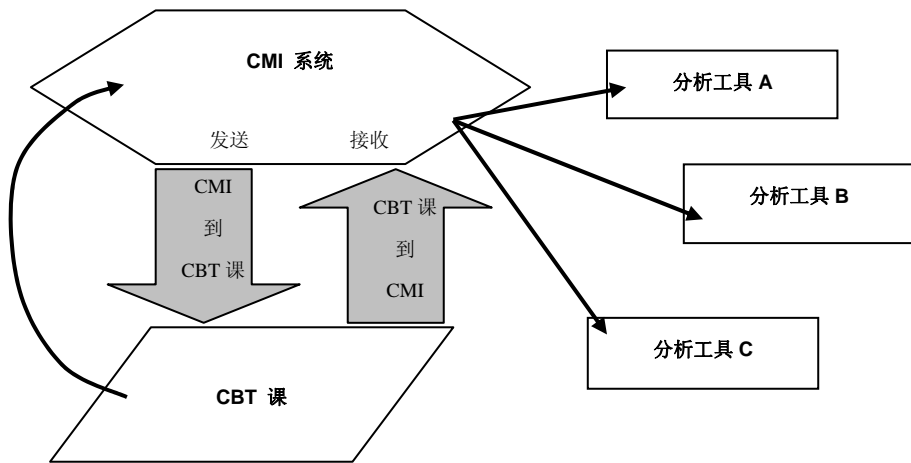 CMI 系统
发送
接收
CMI
到
CBT 课
CBT 课
到
CMI
CBT 课
分析工具 A
分析工具 B
分析工具 C